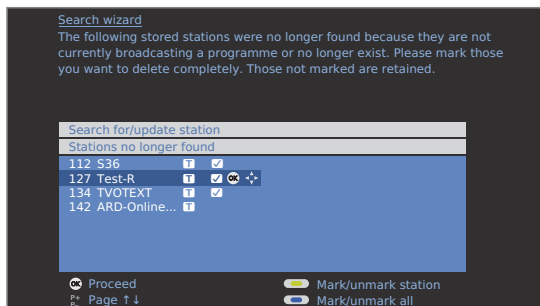 Search wizard
The following stored stations were no longer found because they are not
currently broadcasting a programme or no longer exist. Please mark those
you want to delete completely. Those not marked are retained.
Search for/update station
Stations no longer found
112 S36 T
127 Test-R T OK
134 TVOTEXT T
142 ARD-Online... T
OK Proceed
Mark/unmark station
P+
P-
Page ↑↓
Mark/unmark all